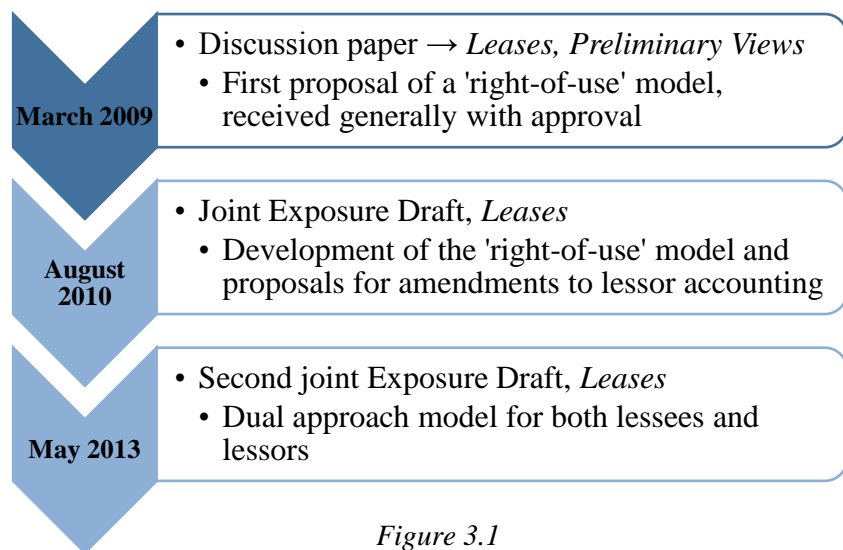 March 2009
• Discussion paper → Leases, Preliminary Views
• First proposal of a 'right-of-use' model,
received generally with approval
August
2010
• Joint Exposure Draft, Leases
• Development of the 'right-of-use' model and
proposals for amendments to lessor accounting
May 2013
• Second joint Exposure Draft, Leases
• Dual approach model for both lessees and
lessors
Figure 3.1